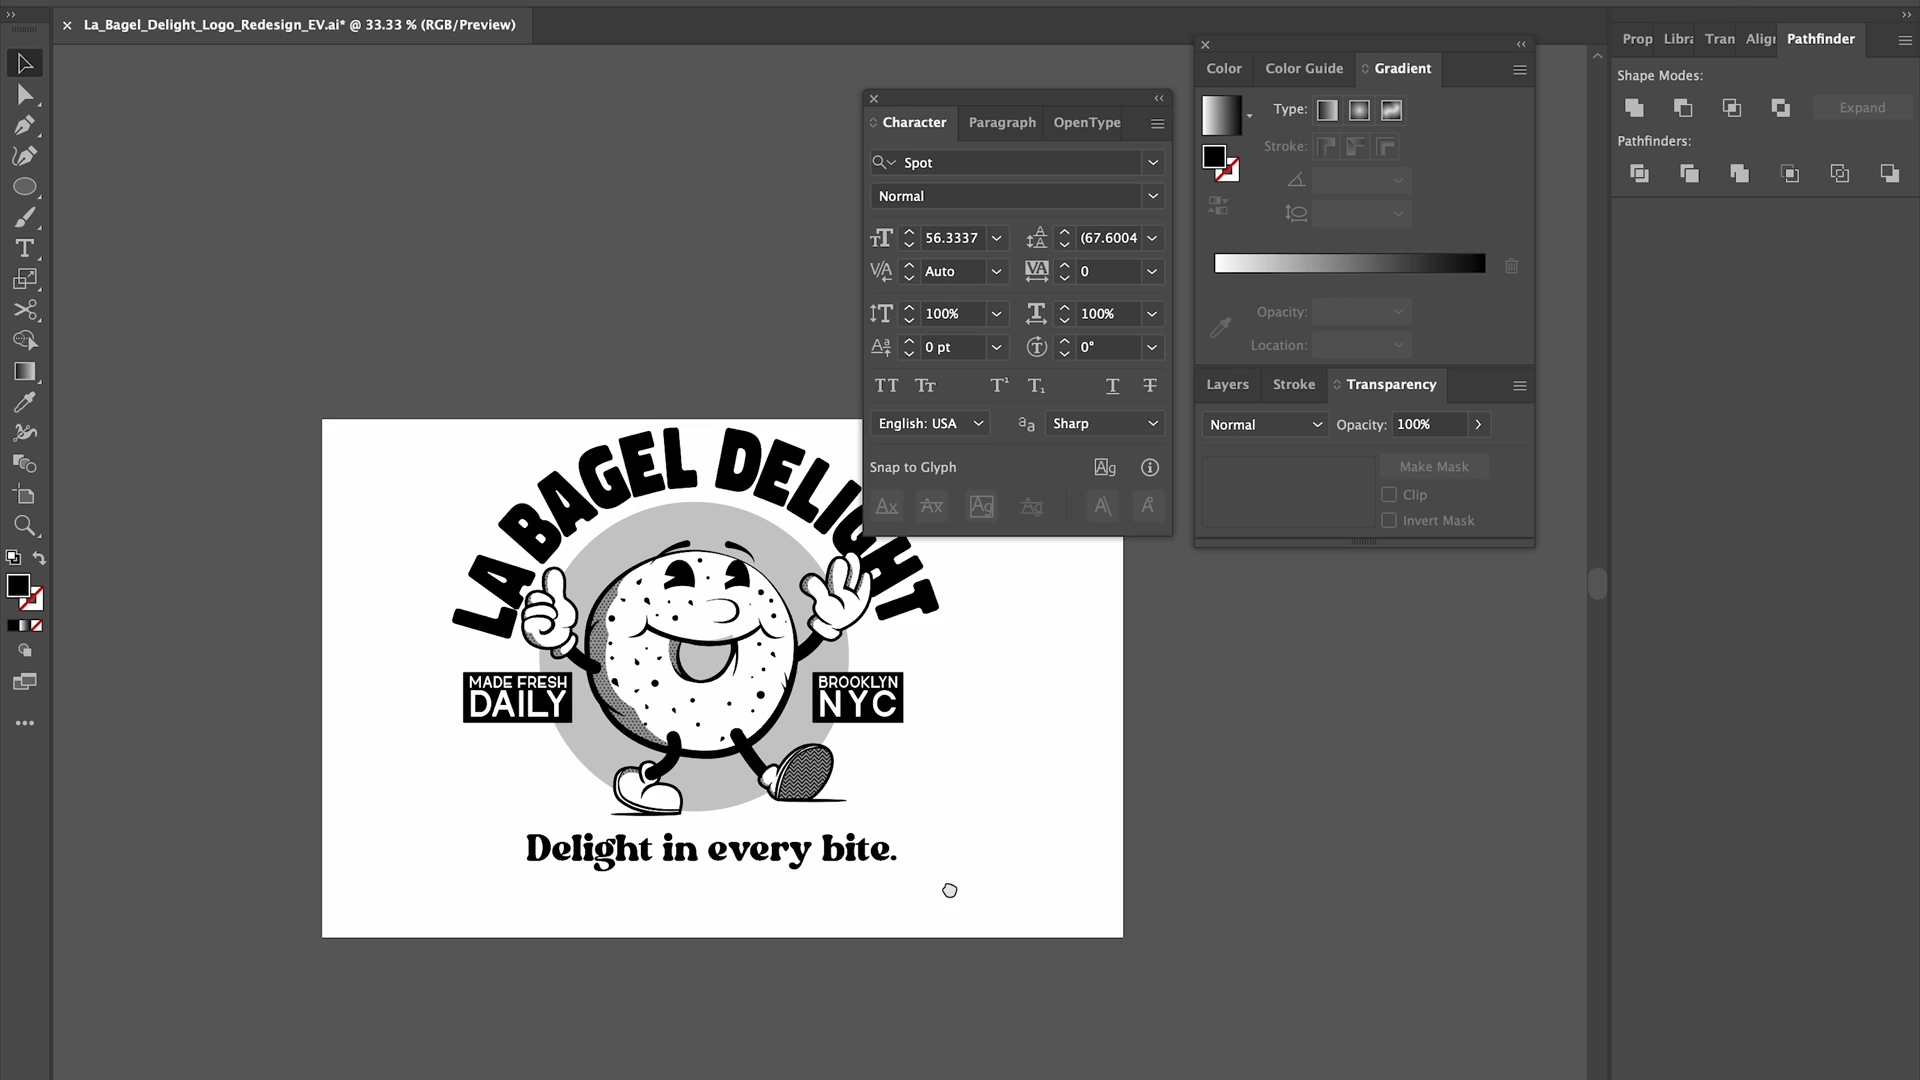 La_Bagel_Delight_Logo_Redesign_EV.ai* @ 33.33 % (RGB/Preview)
Character Paragraph OpenType
Spot
Normal
56.3337 (67.6004
Auto 0
100% 100%
0 pt 0°
English: USA Sharp
Snap to Glyph
Color Color Guide Gradient
Type:
Stroke:
Opacity:
Location:
Layers Stroke Transparency
Normal Opacity: 100%
Make Mask
Clip
Invert Mask
Prop Libra Tran Align Pathfinder
Shape Modes:
Expand
Pathfinders:
LA BAGEL DELIGHT
MADE FRESH
DAILY
BROOKLYN
NYC
Delight in every bite.